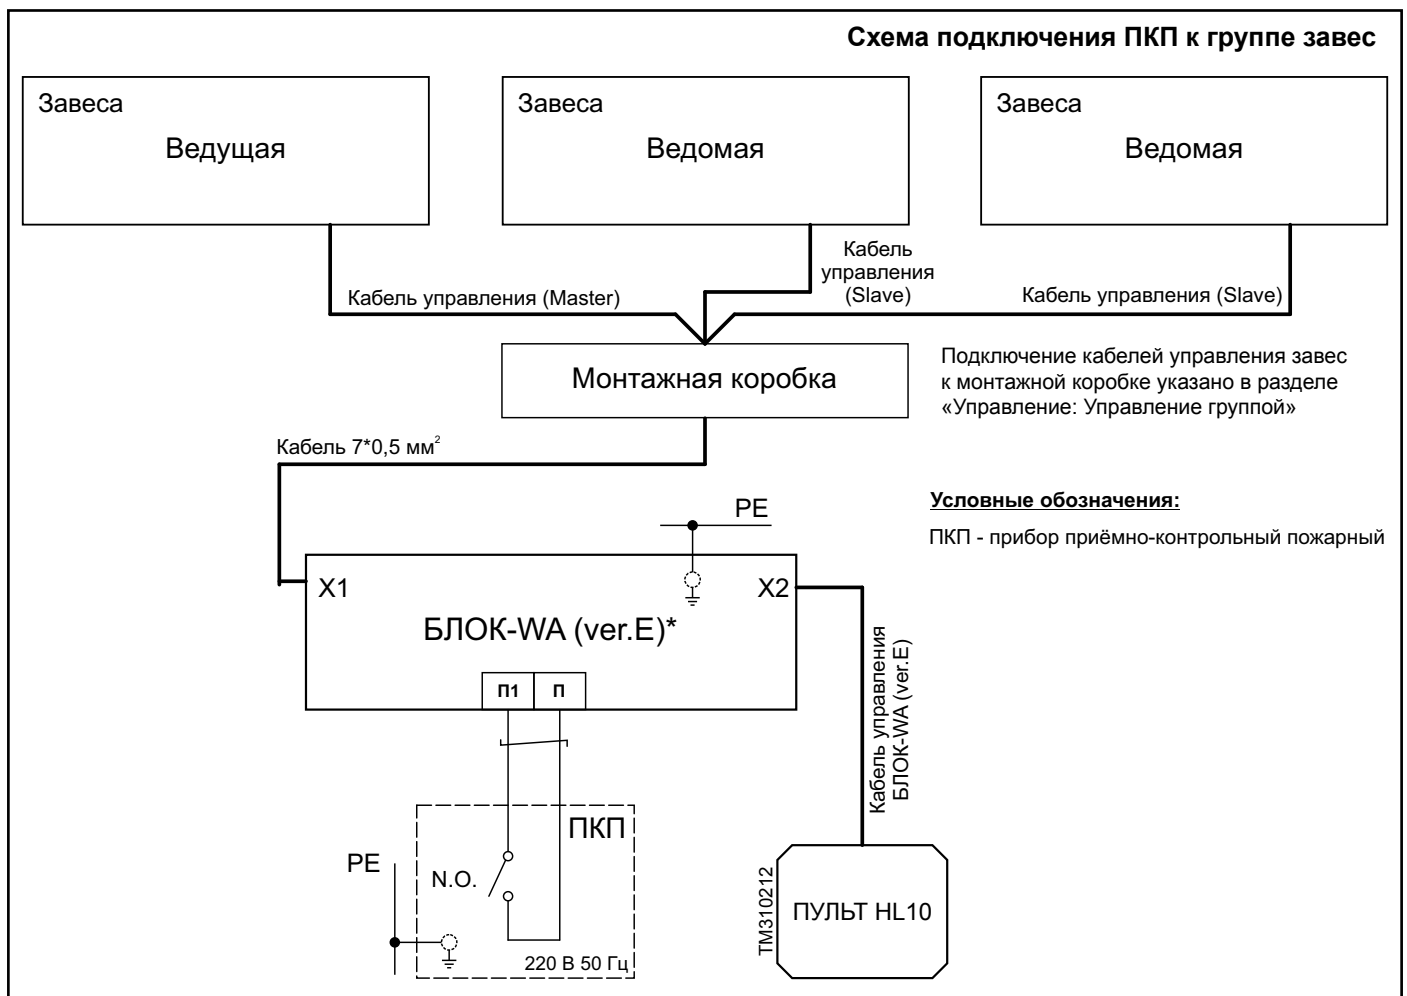 Схема подключения ПКП к группе завес
Завеса
Ведущая
Завеса
Ведомая
Завеса
Ведомая
Кабель управления (Master)
Кабель
управления
(Slave)
Кабель управления (Slave)
Монтажная коробка
Подключение кабелей управления завес
к монтажной коробке указано в разделе
«Управление: Управление группой»
Кабель 7*0,5 мм²
Условные обозначения:
ПКП - прибор приёмно-контрольный пожарный
PE
X1
X2
БЛОК-WA (ver.E)*
П1
П
Кабель управления
БЛОК-WA (ver.E)
ПКП
PE
N.O.
220 В 50 Гц
TM310212
ПУЛЬТ HL10